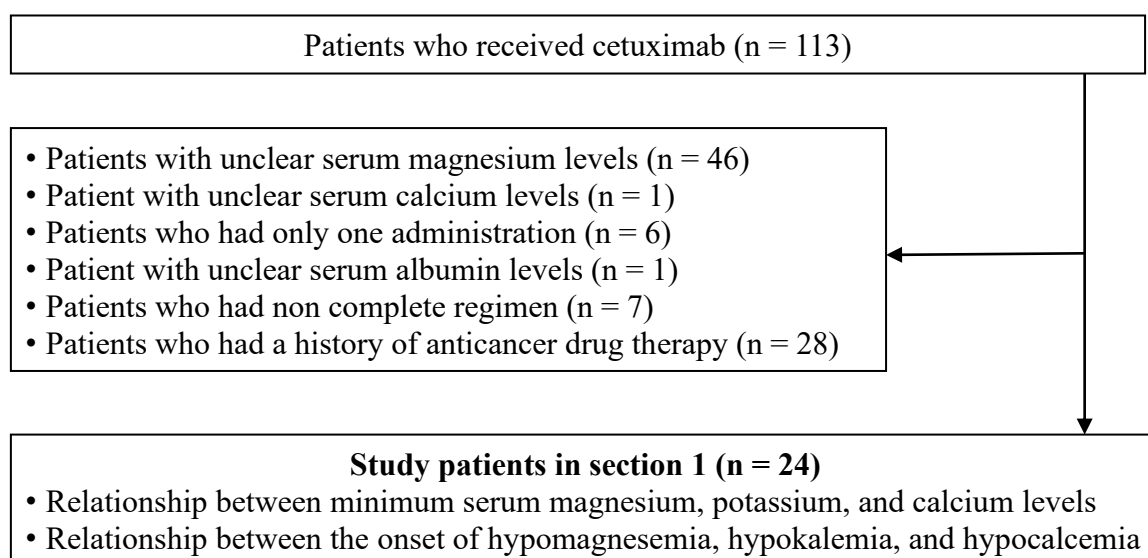 Patients who received cetuximab (n = 113)
• Patients with unclear serum magnesium levels (n = 46)
• Patient with unclear serum calcium levels (n = 1)
• Patients who had only one administration (n = 6)
• Patient with unclear serum albumin levels (n = 1)
• Patients who had non complete regimen (n = 7)
• Patients who had a history of anticancer drug therapy (n = 28)
Study patients in section 1 (n = 24)
• Relationship between minimum serum magnesium, potassium, and calcium levels
• Relationship between the onset of hypomagnesemia, hypokalemia, and hypocalcemia